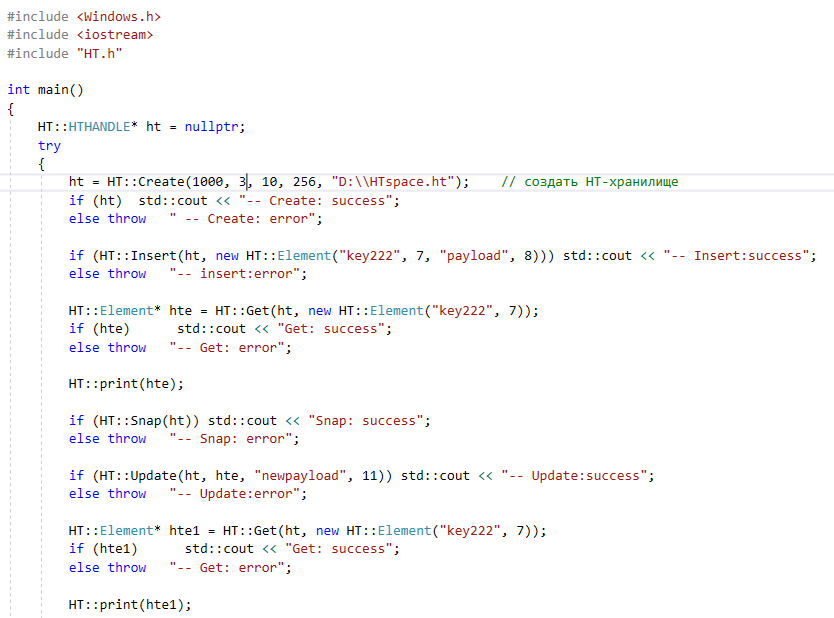 #include <Windows.h>
#include <iostream>
#include "HT.h"
int main()
{
HT::HTHANDLE* ht = nullptr;
try
{
ht = HT::Create(1000, 3, 10, 256, "D:\\HTspace.ht");    // создать HT-хранилище
if (ht)  std::cout << "-- Create: success";
else throw   " -- Create: error";
if (HT::Insert(ht, new HT::Element("key222", 7, "payload", 8))) std::cout << "-- Insert:success";
else throw   "-- insert:error";
HT::Element* hte = HT::Get(ht, new HT::Element("key222", 7));
if (hte)      std::cout << "Get: success";
else throw   "-- Get: error";
HT::print(hte);
if (HT::Snap(ht)) std::cout << "Snap: success";
else throw   "-- Snap: error";
if (HT::Update(ht, hte, "newpayload", 11)) std::cout << "-- Update:success";
else throw   "-- Update:error";
HT::Element* hte1 = HT::Get(ht, new HT::Element("key222", 7));
if (hte1)      std::cout << "Get: success";
else throw   "-- Get: error";
HT::print(hte1);